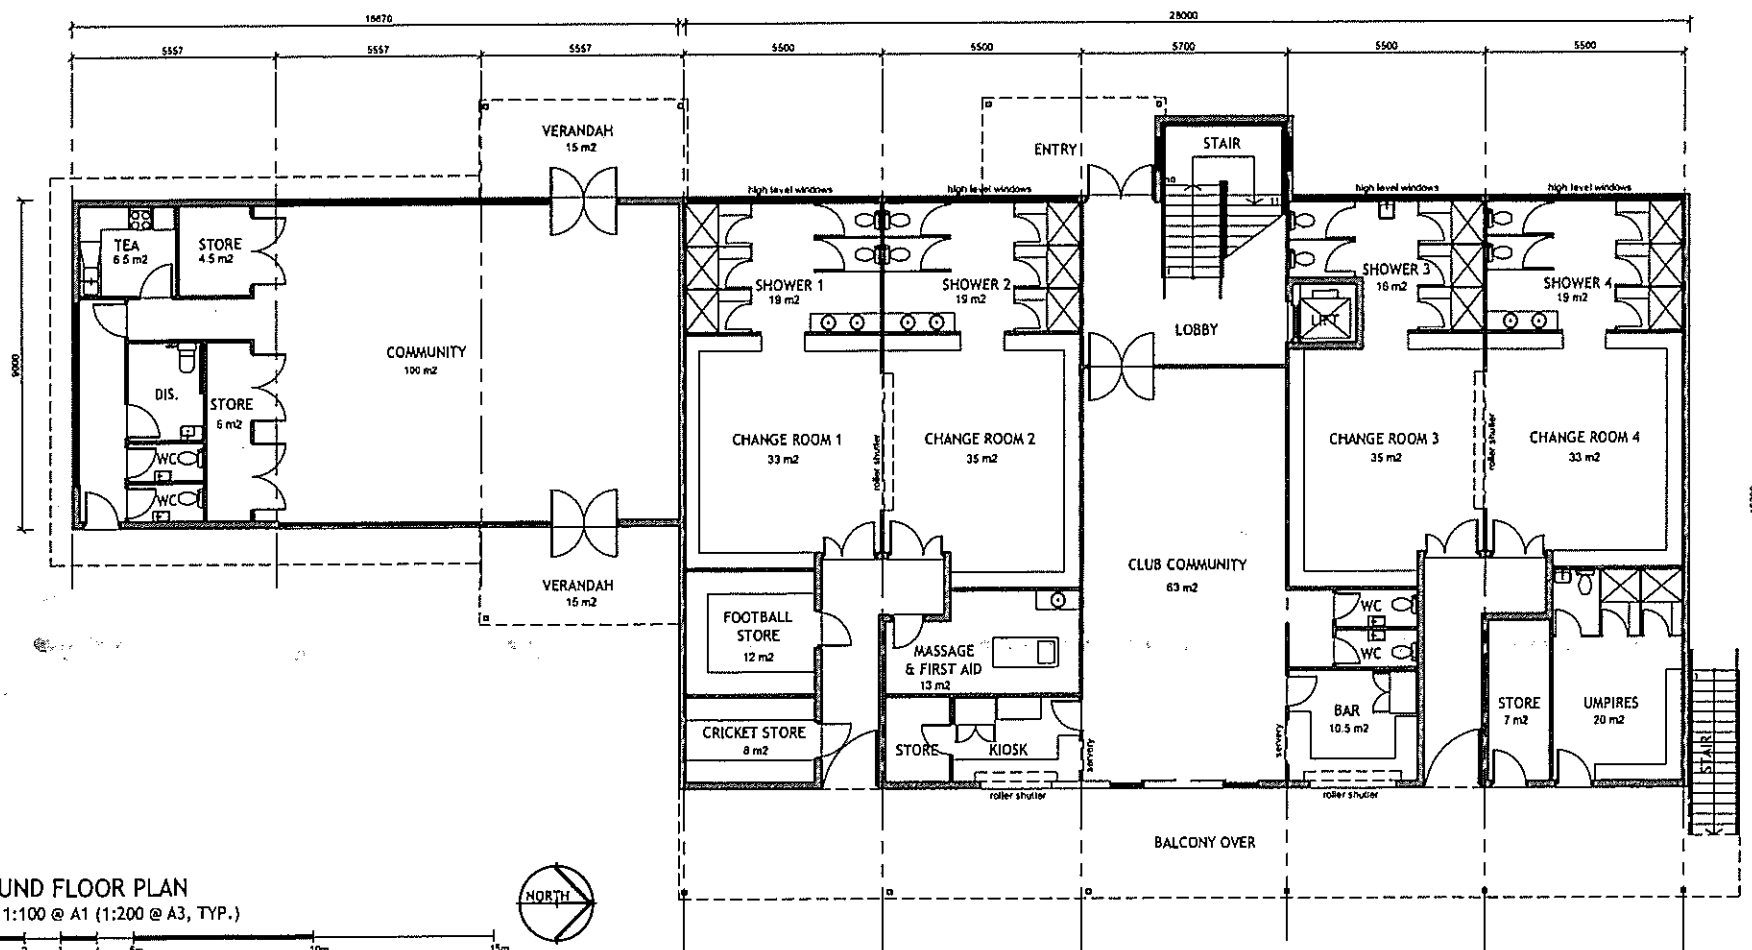 16670
28000
5557
5557
5557
5500
5500
5700
5500
5500
VERANDAH
15 m2
ENTRY
STAIR
high level windows
high level windows
high level windows
high level windows
TEA
6.5 m2
STORE
4.5 m2
SHOWER 1
19 m2
SHOWER 2
19 m2
SHOWER 3
16 m2
SHOWER 4
19 m2
LIFT
LOBBY
9000
COMMUNITY
100 m2
DIS.
STORE
6 m2
WC
WC
CHANGE ROOM 1
33 m2
roller shutter
CHANGE ROOM 2
35 m2
CHANGE ROOM 3
35 m2
roller shutter
CHANGE ROOM 4
33 m2
CLUB COMMUNITY
63 m2
VERANDAH
15 m2
FOOTBALL
STORE
12 m2
MASSAGE
& FIRST AID
13 m2
WC
WC
CRICKET STORE
8 m2
STORE
KIOSK
servery
servery
BAR
10.5 m2
STORE
7 m2
UMPIRES
20 m2
STAIR
roller shutter
roller shutter
BALCONY OVER
UND FLOOR PLAN
1:100 @ A1 (1:200 @ A3, TYP.)
NORTH
5m
10m
15m